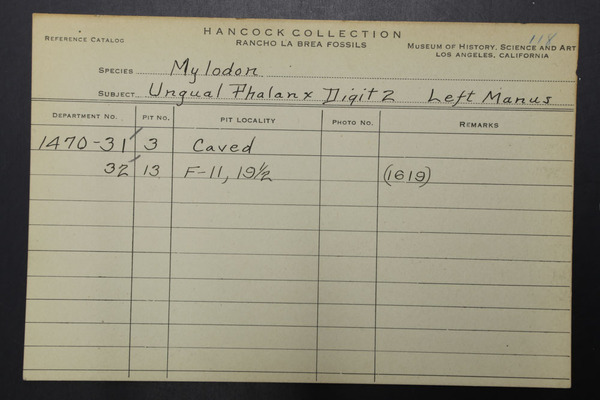 118
HANCOCK COLLECTION
REFERENCE CATALOG RANCHO LA BREA FOSSILS MUSEUM OF HISTORY, SCIENCE AND ART
LOS ANGELES, CALIFORNIA
SPECIES Mylodon
SUBJECT Ungual Phalanx Digit 2 Left Manus
DEPARTMENT NO. PIT NO. PIT LOCALITY PHOTO NO. REMARKS
1470-31 3 Caved
32 13 F-11, 19½ (1619)